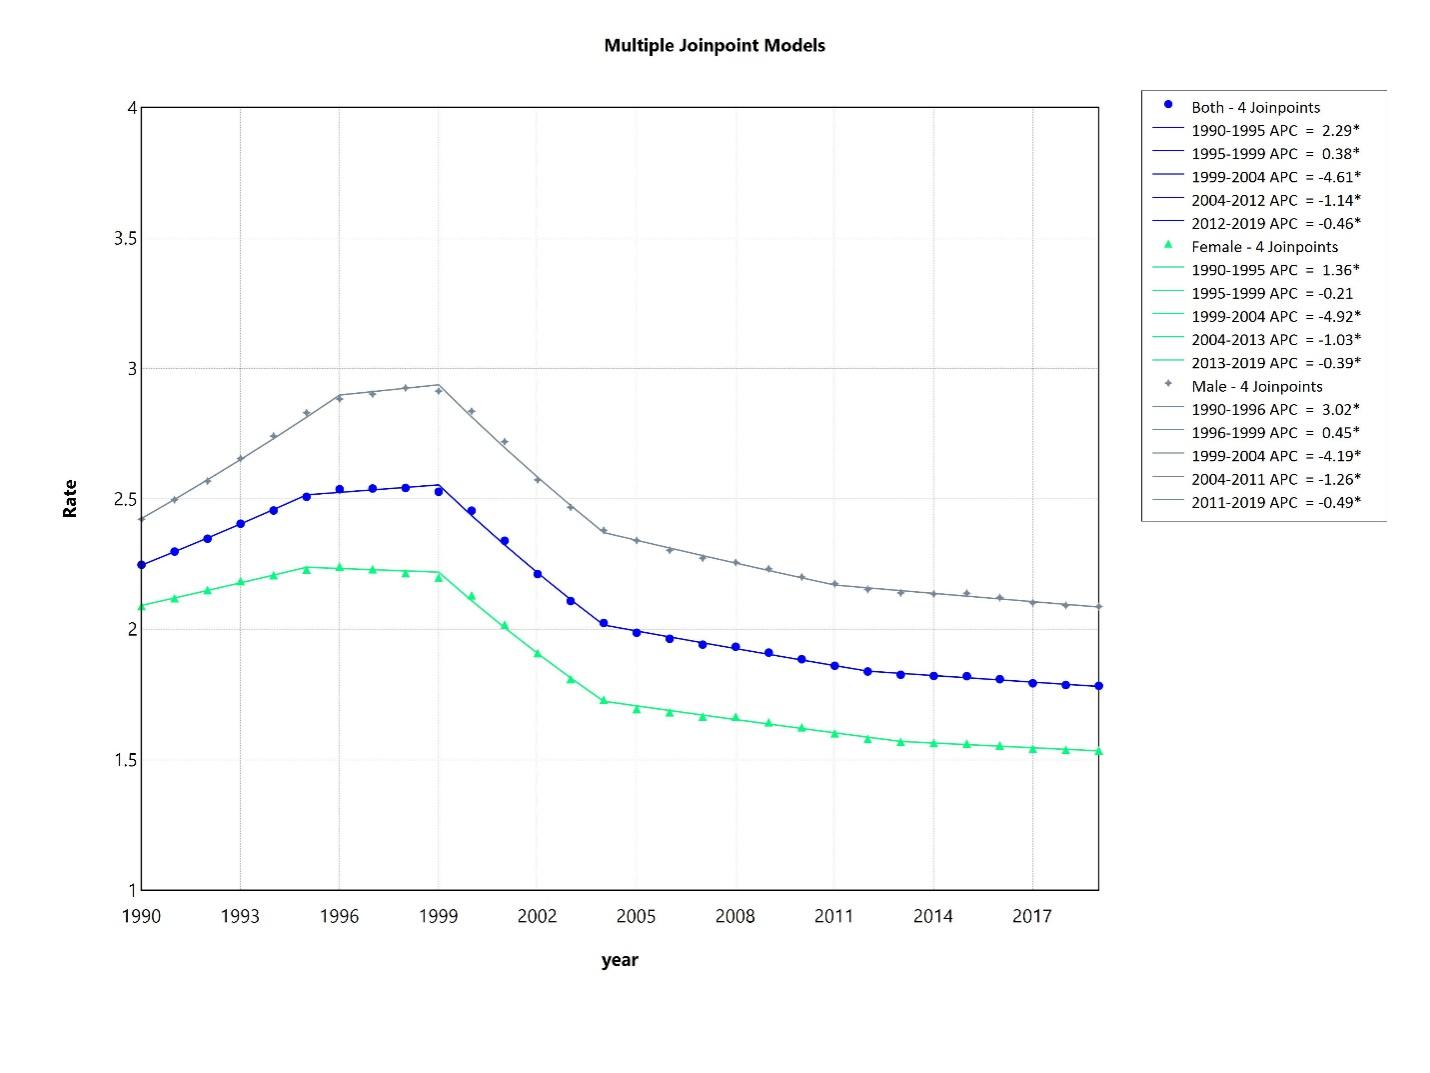 Multiple Joinpoint Models
4
3.5
3
2.5
2
1.5
1
Rate
1990 1993 1996 1999 2002 2005 2008 2011 2014 2017
year
Both - 4 Joinpoints
1990-1995 APC = 2.29*
1995-1999 APC = 0.38*
1999-2004 APC = -4.61*
2004-2012 APC = -1.14*
2012-2019 APC = -0.46*
Female - 4 Joinpoints
1990-1995 APC = 1.36*
1995-1999 APC = -0.21
1999-2004 APC = -4.92*
2004-2013 APC = -1.03*
2013-2019 APC = -0.39*
Male - 4 Joinpoints
1990-1996 APC = 3.02*
1996-1999 APC = 0.45*
1999-2004 APC = -4.19*
2004-2011 APC = -1.26*
2011-2019 APC = -0.49*